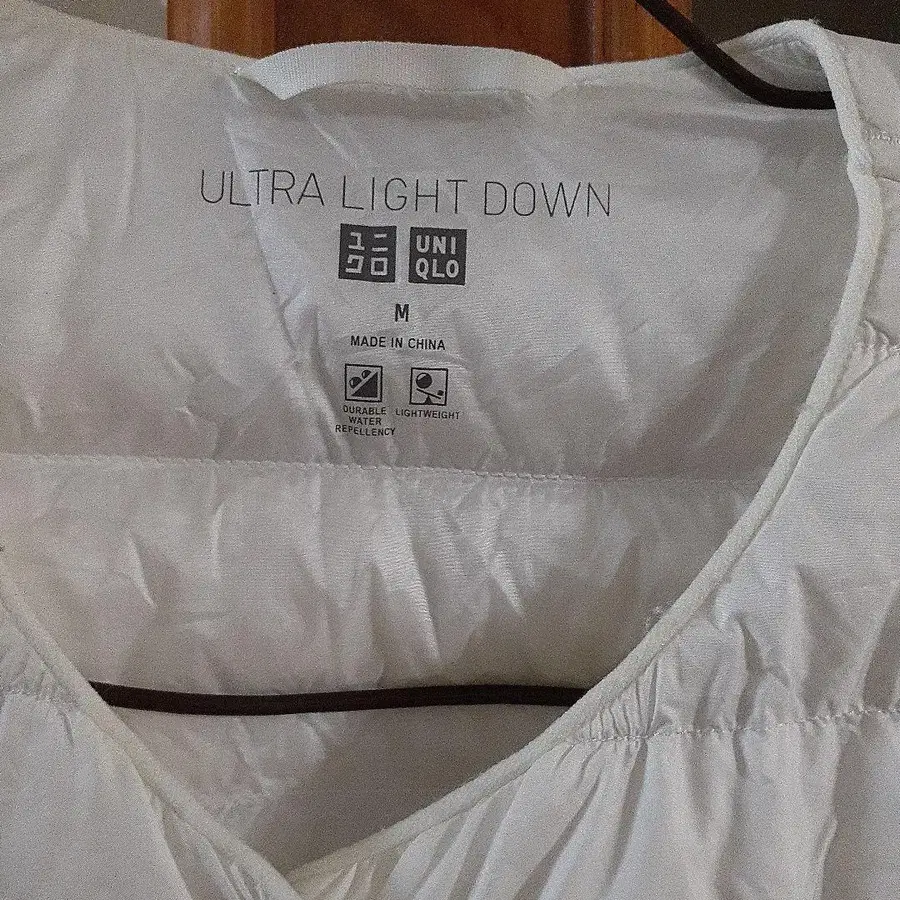 ULTRA LIGHT DOWN
ユニ
クロ
UNI
QLO
M
MADE IN CHINA
DURABLE
WATER
REPELLENCY
LIGHTWEIGHT